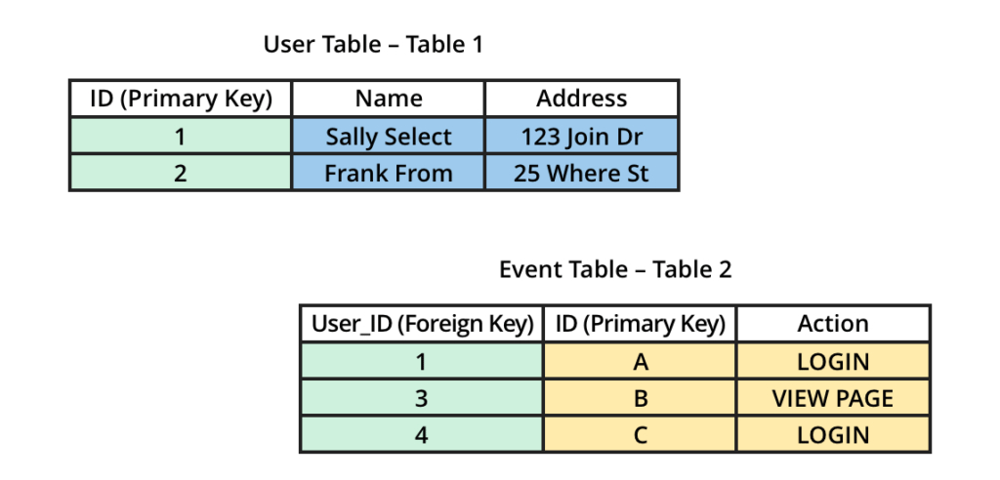 User Table – Table 1
ID (Primary Key) Name Address
1 Sally Select 123 Join Dr
2 Frank From 25 Where St
Event Table – Table 2
User_ID (Foreign Key) ID (Primary Key) Action
1 A LOGIN
3 B VIEW PAGE
4 C LOGIN